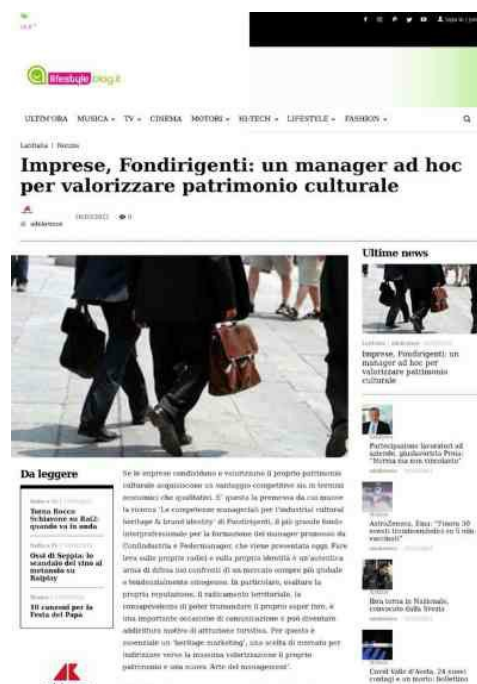 lifestyleblog.it
ULTIM'ORA MUSICA TV CINEMA MOTORI HI-TECH LIFESTYLE FASHION
Imprese, Fondirigenti: un manager ad hoc
per valorizzare patrimonio culturale
adnkronos
0
Ultime news
Imprese, Fondirigenti: un
manager ad hoc per
valorizzare patrimonio
culturale
Partecipazione lavoratori ad
aziende, giuslavorista Proia:
"Norma ma non vincolante"
AstraZeneca, Ema: "Finora 30
eventi tromboembolici su 5 mln
vaccinati"
Ibra torna in Nazionale,
convocato dalla Svezia
Covid Valle d'Aosta, 24 nuovi
contagi e un morto: bollettino
Da leggere
Torna Rocco
Schiavone su Rai2:
quando va in onda
Ossi di Seppia: lo
scandalo del vino al
metanolo su
Raiplay
10 canzoni per la
Festa del Papà
Se le imprese condividono e valorizzano il proprio patrimonio
culturale acquisiscono un vantaggio competitivo sia in termini
economici che qualitativi. E' questa la premessa da cui muove
la ricerca 'Le competenze manageriali per l'industrial cultural
heritage & brand identity' di Fondirigenti, il più grande fondo
interprofessionale per la formazione dei manager promosso da
Confindustria e Federmanager, che viene presentata oggi. Fare
leva sulle proprie radici e sulla propria identità è un'autentica
arma di difesa nei confronti di un mercato sempre più globale
e tendenzialmente omogeneo. In particolare, esaltare la
propria reputazione, il radicamento territoriale, la
consapevolezza di poter tramandare il proprio saper fare, è
una importante occasione di comunicazione e può diventare
addirittura motivo di attrazione turistica. Per questo è
essenziale un 'heritage marketing', una scelta di mercato per
indirizzare verso la massima valorizzazione il proprio
patrimonio e una nuova 'Arte del management'.